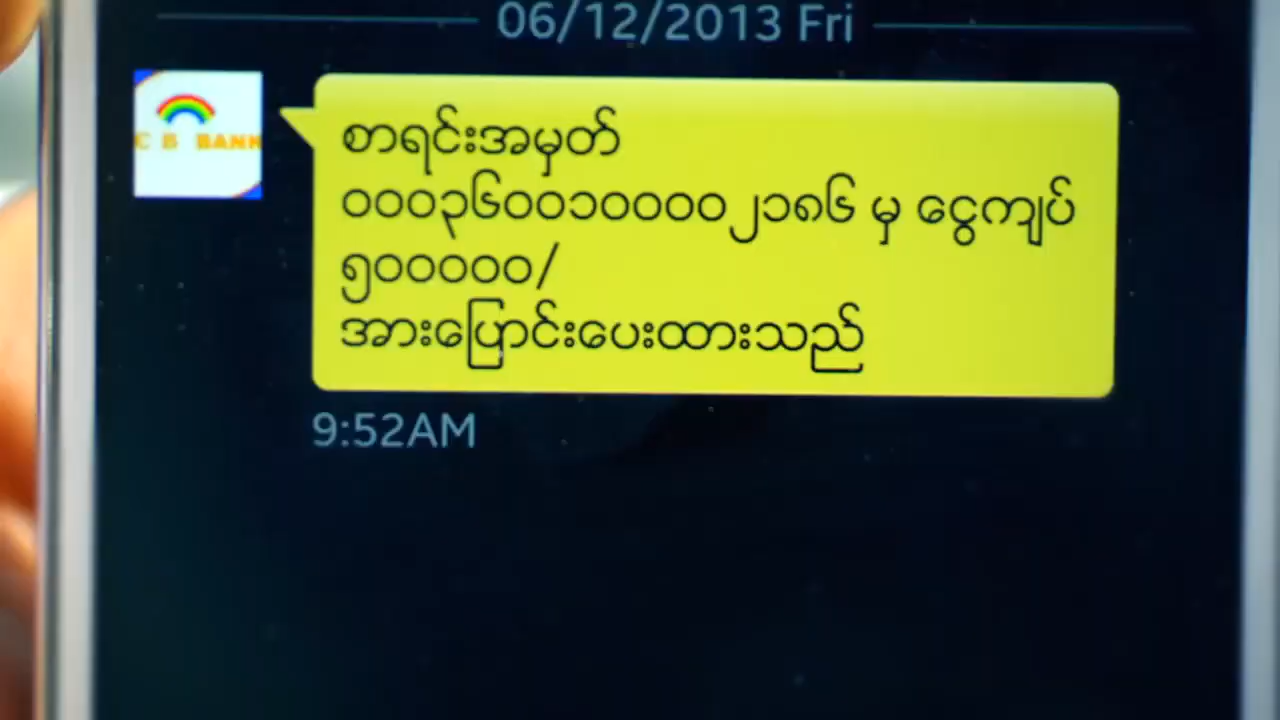 06/12/2013 Fri
C B BANK
စာရင်းအမှတ်
၀၀၀၃၆၀၀၁၀၀၀၀၂၁၈၆ မှ ငွေကျပ်
၅၀၀၀၀၀/
အားပြောင်းပေးထားသည်
9:52AM